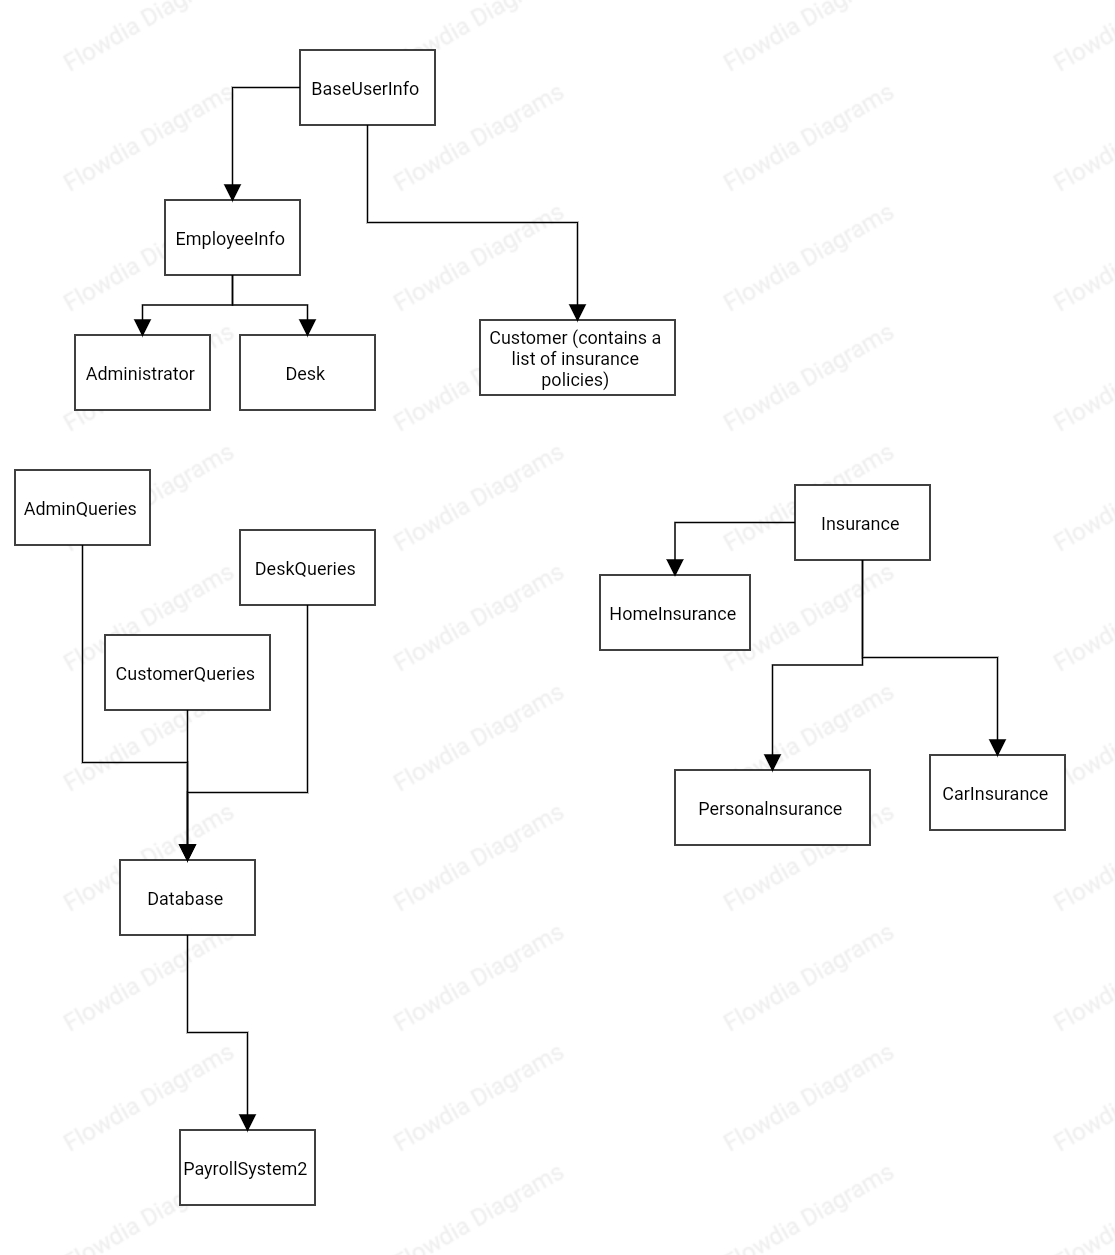 BaseUserInfo
EmployeeInfo
Administrator
Desk
Customer (contains a
list of insurance
policies)
AdminQueries
DeskQueries
CustomerQueries
Insurance
HomeInsurance
PersonalInsurance
CarInsurance
Database
PayrollSystem2
Flowdia Diagrams